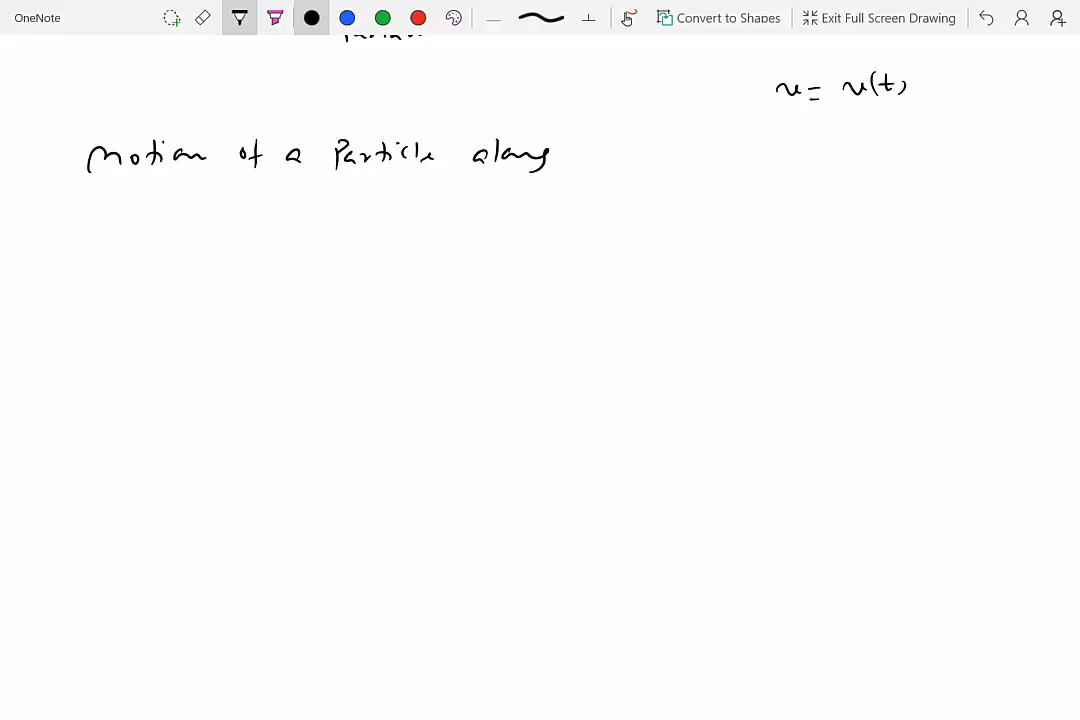 OneNote
Convert to Shapes
Exit Full Screen Drawing
x = x(t)
Motion of a Particle along